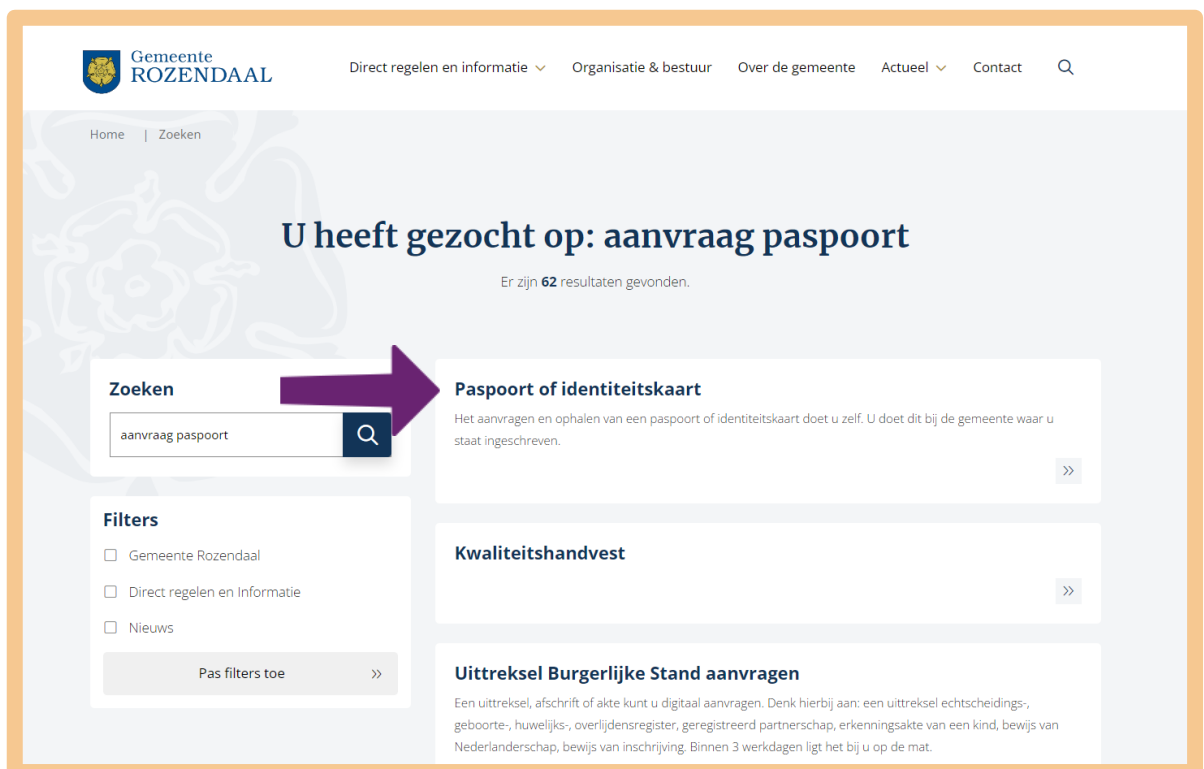 Gemeente
ROZENDAAL
Direct regelen en informatie
Organisatie & bestuur
Over de gemeente
Actueel
Contact
Home | Zoeken
U heeft gezocht op: aanvraag paspoort
Er zijn 62 resultaten gevonden.
Zoeken
aanvraag paspoort
Filters
Gemeente Rozendaal
Direct regelen en Informatie
Nieuws
Pas filters toe
Paspoort of identiteitskaart
Het aanvragen en ophalen van een paspoort of identiteitskaart doet u zelf. U doet dit bij de gemeente waar u
staat ingeschreven.
Kwaliteitshandvest
Uittreksel Burgerlijke Stand aanvragen
Een uittreksel, afschrift of akte kunt u digitaal aanvragen. Denk hierbij aan: een uittreksel echtscheidings-,
geboorte-, huwelijks-, overlijdensregister, geregistreerd partnerschap, erkenningsakte van een kind, bewijs van
Nederlanderschap, bewijs van inschrijving. Binnen 3 werkdagen ligt het bij u op de mat.